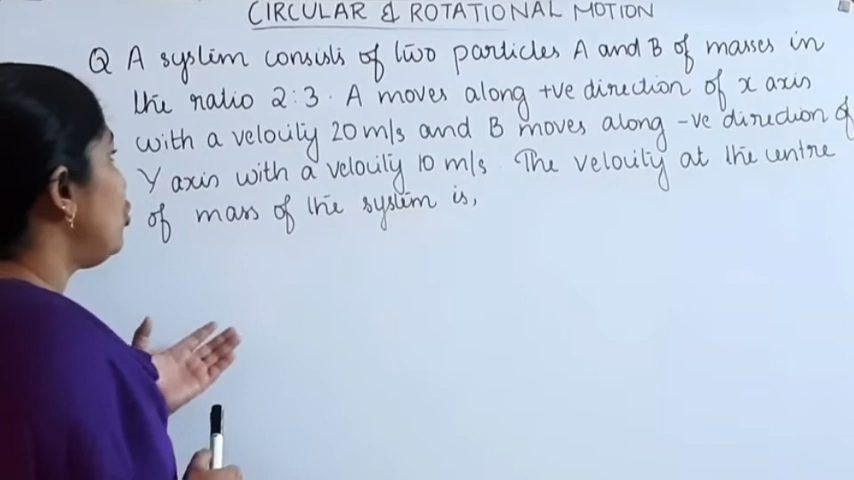 CIRCULAR & ROTATIONAL MOTION
Q A system consists of two particles A and B of masses in
the ratio 2:3. A moves along +ve direction of x axis
with a velocity 20 m/s and B moves along -ve direction of
Y axis with a velocity 10 m/s. The velocity at the centre
of mass of the system is,